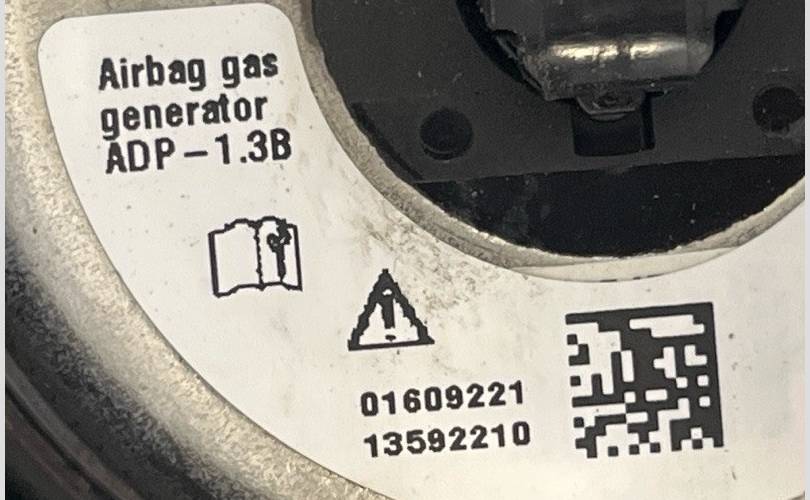 Airbag gas
generator
ADP-1.3B
01609221
13592210